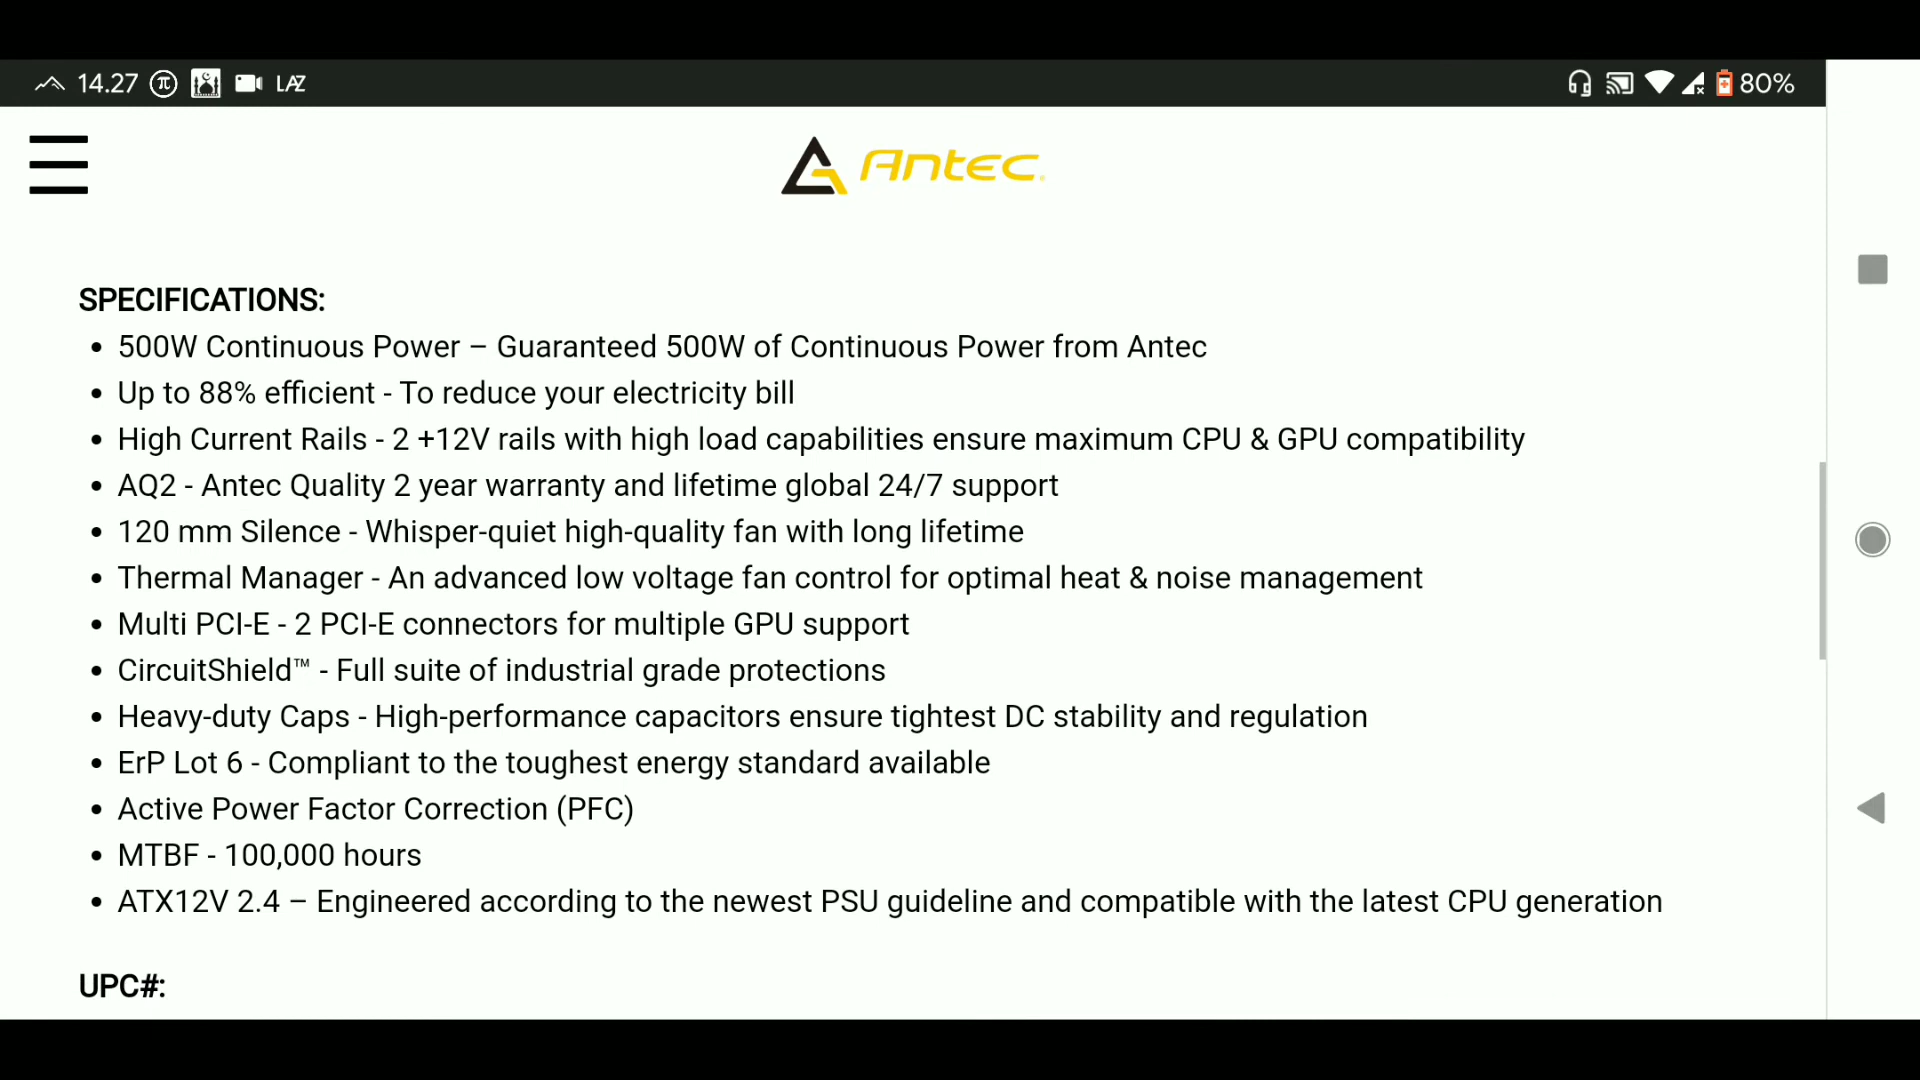 14.27 LAZ 80%
Antec
SPECIFICATIONS:
• 500W Continuous Power – Guaranteed 500W of Continuous Power from Antec
• Up to 88% efficient - To reduce your electricity bill
• High Current Rails - 2 +12V rails with high load capabilities ensure maximum CPU & GPU compatibility
• AQ2 - Antec Quality 2 year warranty and lifetime global 24/7 support
• 120 mm Silence - Whisper-quiet high-quality fan with long lifetime
• Thermal Manager - An advanced low voltage fan control for optimal heat & noise management
• Multi PCI-E - 2 PCI-E connectors for multiple GPU support
• CircuitShield™ - Full suite of industrial grade protections
• Heavy-duty Caps - High-performance capacitors ensure tightest DC stability and regulation
• ErP Lot 6 - Compliant to the toughest energy standard available
• Active Power Factor Correction (PFC)
• MTBF - 100,000 hours
• ATX12V 2.4 – Engineered according to the newest PSU guideline and compatible with the latest CPU generation
UPC#: